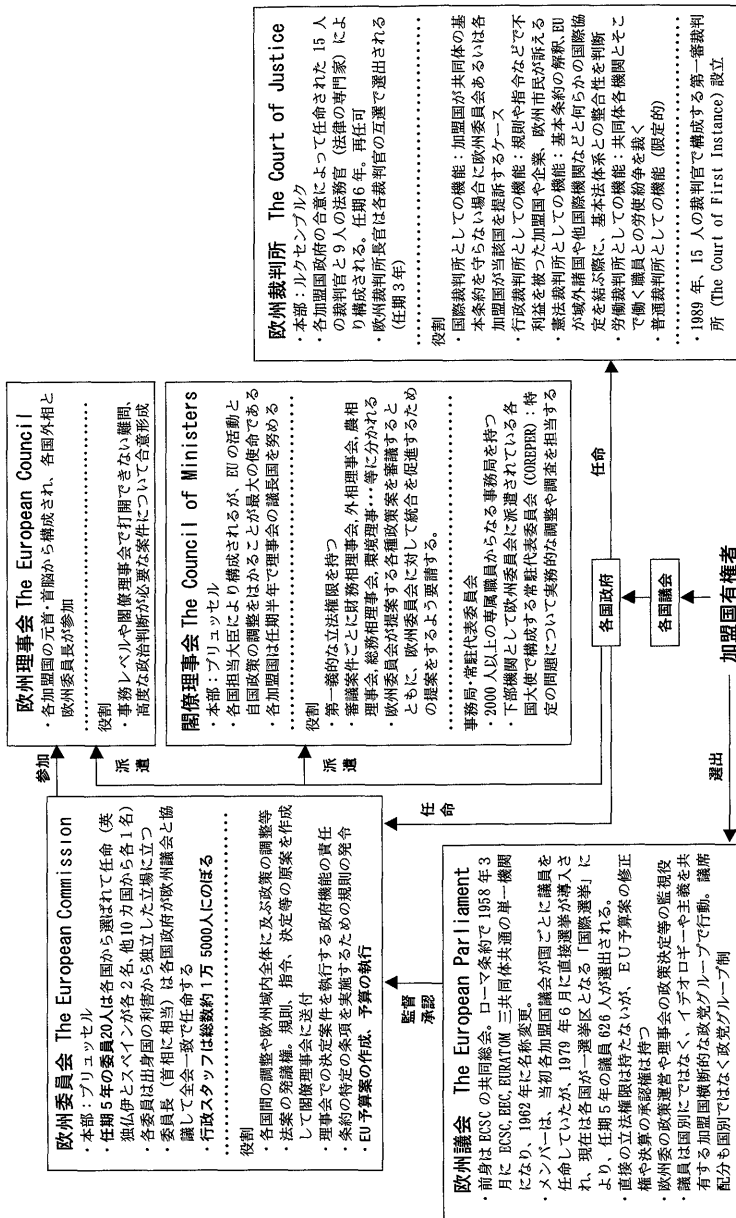 欧州委員会 The European Commission
・本部：ブリュッセル
・任期5年の委員20人は各国から選ばれて任命（英
独仏伊とスペインが各2名、他10カ国から各1名）
・各委員は出身国の利害から独立した立場に立つ
・委員長（首相に相当）は各国政府が欧州議会と協
議して全会一致で任命する
・行政スタッフは総数約1万5000人にのぼる
役割
・各国間の調整や欧州域内全体に及ぶ政策の調整等
・法案の発議権。規則、指令、決定等の原案を作成
して閣僚理事会に送付
・理事会での決定案件を執行する政府機能の責任
・条約の特定の条項を実施するための規則の発令
・EU予算案の作成、予算の執行
参加
派遣
派遣
任命
欧州理事会 The European Council
・各加盟国の元首・首脳から構成され、各国外相と
欧州委員長が参加
役割
・事務レベルや閣僚理事会で打開できない難問、
高度な政治判断が必要な案件について合意形成
閣僚理事会 The Council of Ministers
・本部：ブリュッセル
・各国担当大臣により構成されるが、EUの活動と
自国政策の調整をはかることが最大の使命である
・各加盟国は任期半年で理事会の議長国を努める
役割
・第一義的な立法権限を持つ
・審議案件ごとに財務相理事会、外相理事会、農相
理事会、総務相理事会、環境理事・・・等に分かれる
・欧州委員会が提案する各種政策案を審議すると
ともに、欧州委員会に対して統合を促進するため
の提案をするよう要請する。
事務局・常駐代表委員会
・2000人以上の専属職員からなる事務局を持つ
・下部機関として欧州委員会に派遣されている各
国大使で構成する常駐代表委員会（COREPER）：特
定の問題について実務的な調整や調査を担当する
欧州裁判所 The Court of Justice
・本部：ルクセンブルク
・各加盟国政府の合意によって任命された15人
の裁判官と9人の法務官（法律の専門家）によ
り構成される。任期6年。再任可
・欧州裁判所長官は各裁判官の互選で選出される
（任期3年）
役割
・国際裁判所としての機能：加盟国が共同体の基
本条約を守らない場合に欧州委員会あるいは各
加盟国が当該国を提訴するケース
・行政裁判所としての機能：規則や指令などで不
利益を被った加盟国や企業、欧州市民が訴える
・憲法裁判所としての機能：基本条約の解釈、EU
が域外諸国や他国際機関などと何らかの国際協
定を結ぶ際に、基本法体系との整合性を判断
・労働裁判所としての機能：共同体各機関とそこ
で働く職員との労使紛争を裁く
・普通裁判所としての機能（限定的）
・1989年、15人の裁判官で構成する第一審裁判
所（The Court of First Instance）設立
監督
承認
欧州議会 The European Parliament
・前身はECSCの共同総会。ローマ条約で1958年3
月にECSC,EEC,EURATOM三共同体共通の単一機関
になり、1962年に名称変更。
・メンバーは、当初各加盟国議会が国ごとに議員を
任命していたが、1979年6月に直接選挙が導入さ
れ、現在は各国が一選挙区となる「国際選挙」に
より、任期5年の議員626人が選出される。
・直接の立法権限は持たないが、EU予算案の修正
権や決算の承認権は持つ
・欧州委の政策運営や理事会の政策決定等の監視役
・議員は国別にではなく、イデオロギーや主義を共
有する加盟国横断的な政党グループで行動。議席
配分も国別ではなく政党グループ制
選出
各国政府
任命
各国議会
加盟国有権者